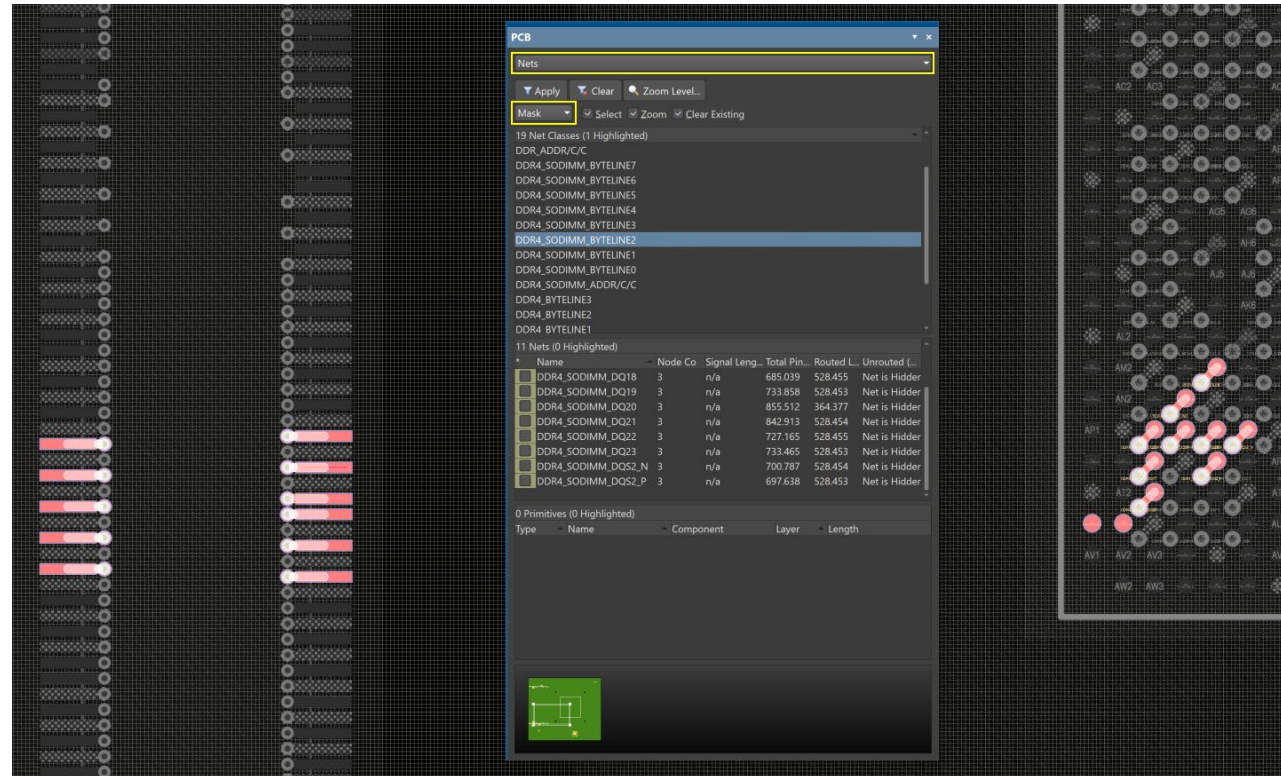 PCB
Nets
Apply Clear Zoom Level...
Mask Select Zoom Clear Existing
19 Net Classes (1 Highlighted)
DDR_ADDR/C/C
DDR4_SODIMM_BYTELINE7
DDR4_SODIMM_BYTELINE6
DDR4_SODIMM_BYTELINE5
DDR4_SODIMM_BYTELINE4
DDR4_SODIMM_BYTELINE3
DDR4_SODIMM_BYTELINE2
DDR4_SODIMM_BYTELINE1
DDR4_SODIMM_BYTELINE0
DDR4_SODIMM_ADDR/C/C
DDR4_BYTELINE3
DDR4_BYTELINE2
DDR4_BYTELINE1
11 Nets (0 Highlighted)
* Name Node Co Signal Leng... Total Pin... Routed L... Unrouted (...
DDR4_SODIMM_DQ18 3 n/a 685.039 528.455 Net is Hidden
DDR4_SODIMM_DQ19 3 n/a 733.858 528.453 Net is Hidden
DDR4_SODIMM_DQ20 3 n/a 855.512 364.377 Net is Hidden
DDR4_SODIMM_DQ21 3 n/a 842.913 528.454 Net is Hidden
DDR4_SODIMM_DQ22 3 n/a 727.165 528.455 Net is Hidden
DDR4_SODIMM_DQ23 3 n/a 733.465 528.453 Net is Hidden
DDR4_SODIMM_DQS2_N 3 n/a 700.787 528.454 Net is Hidden
DDR4_SODIMM_DQS2_P 3 n/a 697.638 528.453 Net is Hidden
0 Primitives (0 Highlighted)
Type Name Component Layer Length
AC2 AC3
AG5 AG6
AH6
AJ5 AJ6
AK6
AL2
AM2
AN2
AP1
AT2
AV1 AV2 AV3
AW2 AW3